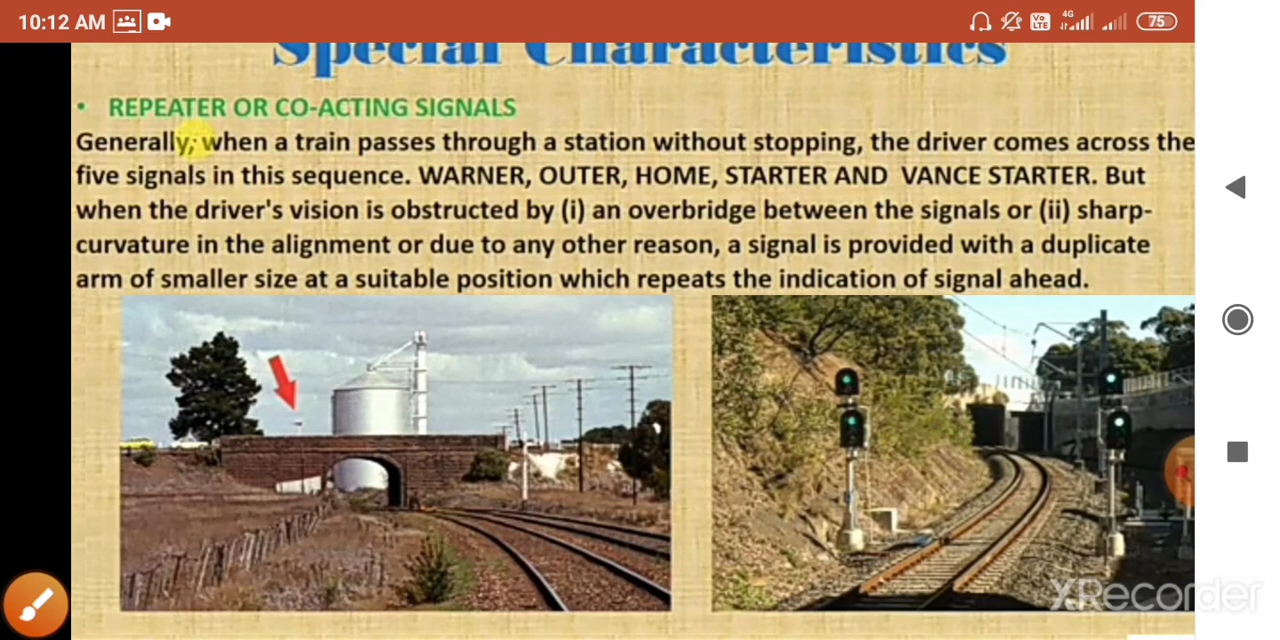 10:12 AM
Vo LTE 4G 75
Special Characteristics
• REPEATER OR CO-ACTING SIGNALS
Generally, when a train passes through a station without stopping, the driver comes across the
five signals in this sequence. WARNER, OUTER, HOME, STARTER AND VANCE STARTER. But
when the driver's vision is obstructed by (i) an overbridge between the signals or (ii) sharp-
curvature in the alignment or due to any other reason, a signal is provided with a duplicate
arm of smaller size at a suitable position which repeats the indication of signal ahead.
XRecorder